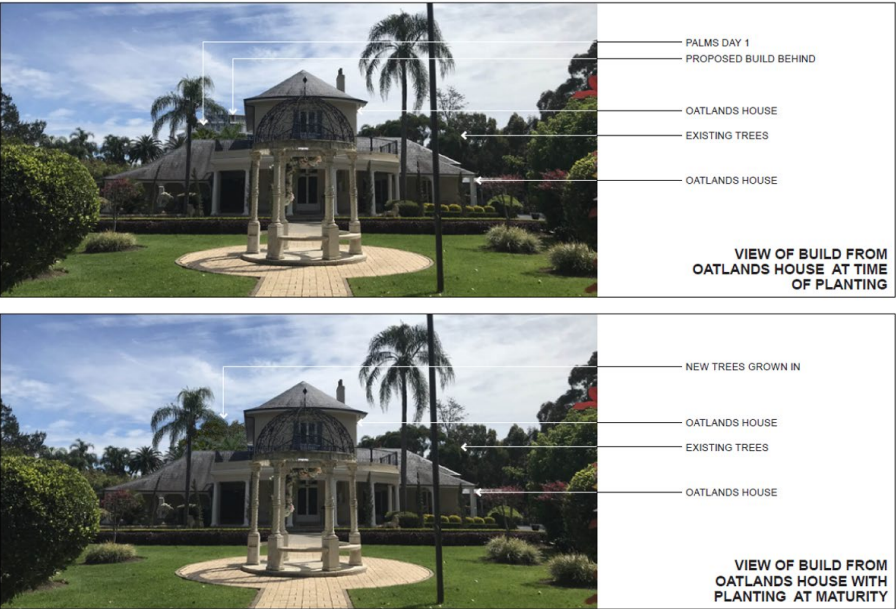 PALMS DAY 1
PROPOSED BUILD BEHIND
OATLANDS HOUSE
EXISTING TREES
OATLANDS HOUSE
VIEW OF BUILD FROM
OATLANDS HOUSE AT TIME
OF PLANTING
NEW TREES GROWN IN
OATLANDS HOUSE
EXISTING TREES
OATLANDS HOUSE
VIEW OF BUILD FROM
OATLANDS HOUSE WITH
PLANTING AT MATURITY